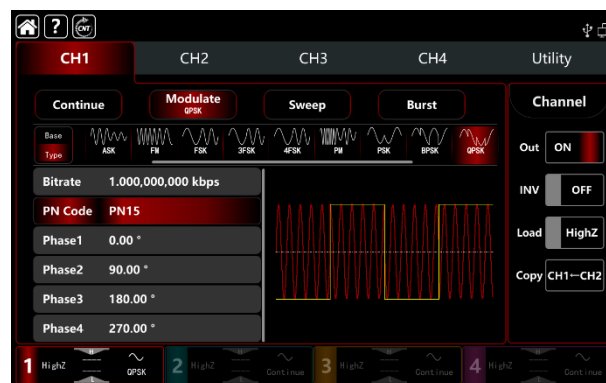 ? CNT
CH1 CH2 CH3 CH4 Utility
Continue Modulate QPSK Sweep Burst Channel
Base Type ASK FM FSK 3FSK 4FSK PM PSK BPSK QPSK
Out ON
Bitrate 1.000,000,000 kbps
INV OFF
PN Code PN15
Phase1 0.00 °
Load HighZ
Phase2 90.00 °
Copy CH1←CH2
Phase3 180.00 °
Phase4 270.00 °
1 HighZ H L QPSK 2 HighZ Continue 3 HighZ Continue 4 HighZ Continue